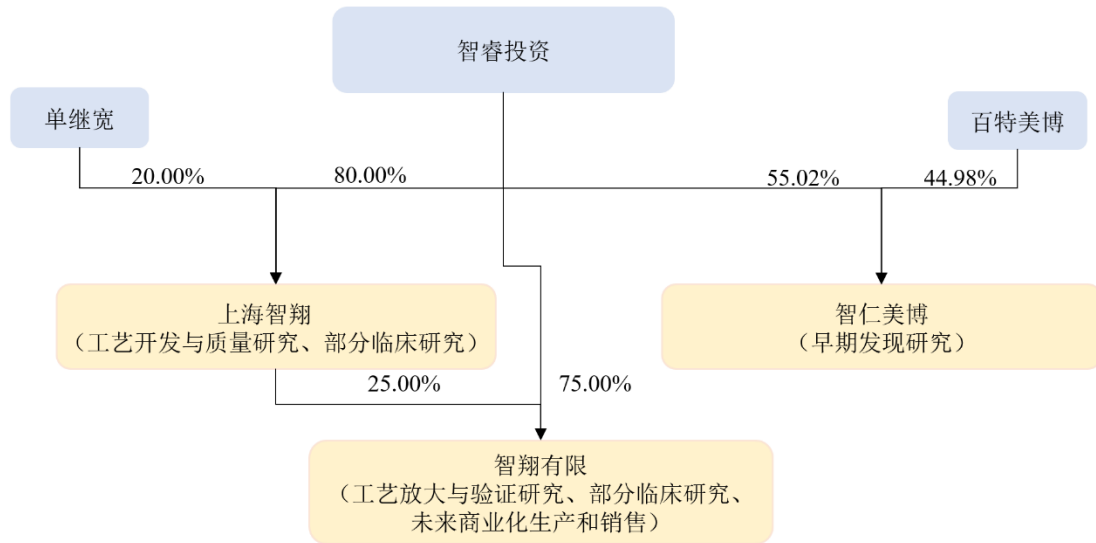 智睿投资
单继宽
百特美博
20.00%
80.00%
55.02%
44.98%
上海智翔
（工艺开发与质量研究、部分临床研究）
智仁美博
（早期发现研究）
25.00%
75.00%
智翔有限
（工艺放大与验证研究、部分临床研究、
未来商业化生产和销售）